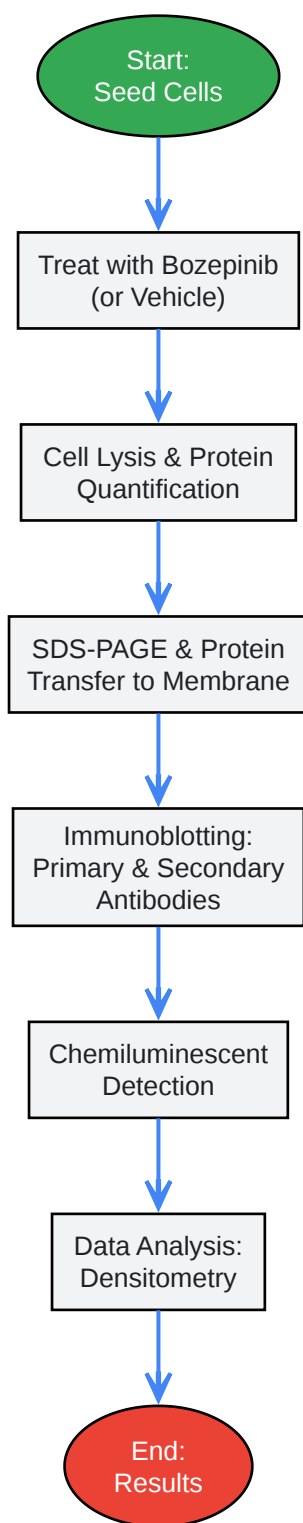 Start:
Seed Cells
Treat with Bozepinib
(or Vehicle)
Cell Lysis & Protein
Quantification
SDS-PAGE & Protein
Transfer to Membrane
Immunoblotting:
Primary & Secondary
Antibodies
Chemiluminescent
Detection
Data Analysis:
Densitometry
End:
Results